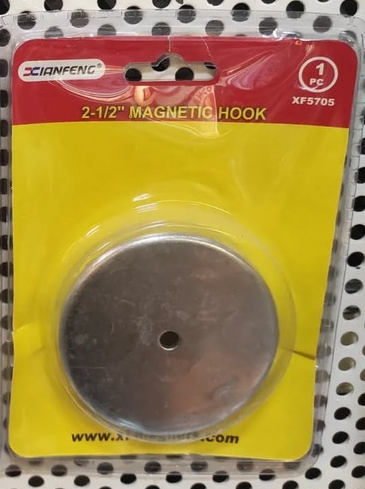 XIANFENG®
1
PC
XF5705
2-1/2" MAGNETIC HOOK